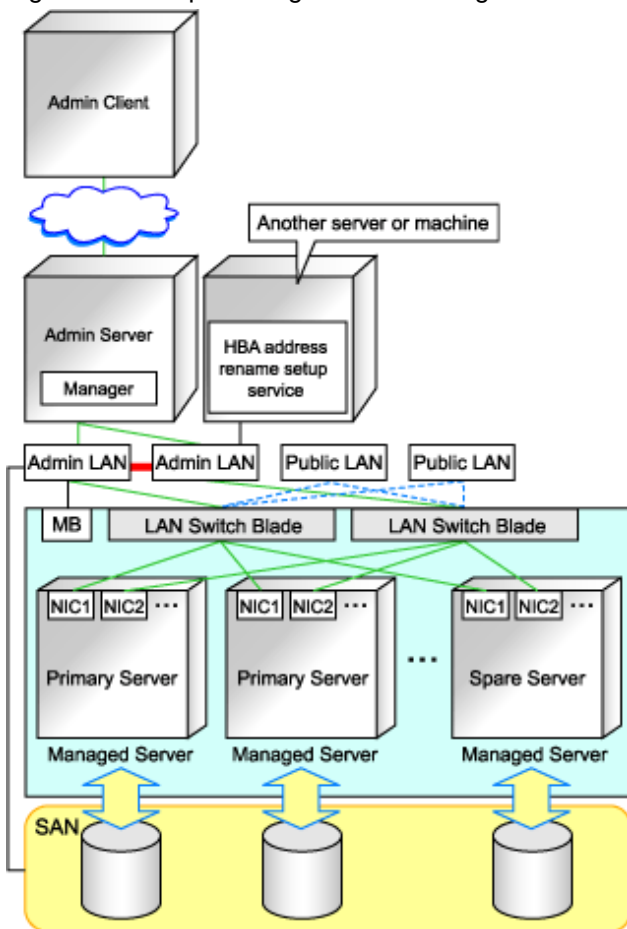 Admin Client
Another server or machine
Admin Server
Manager
HBA address
rename setup
service
Admin LAN
Admin LAN
Public LAN
Public LAN
MB
LAN Switch Blade
LAN Switch Blade
NIC1 NIC2 ...
NIC1 NIC2 ...
NIC1 NIC2 ...
Primary Server
Primary Server
...
Spare Server
Managed Server
Managed Server
Managed Server
SAN